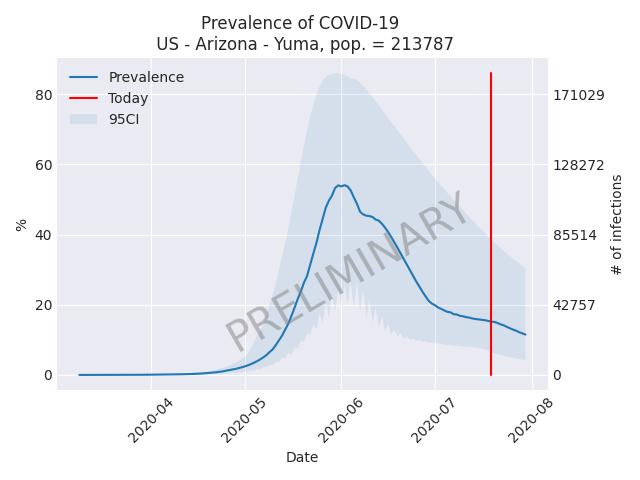 Prevalence of COVID-19
US - Arizona - Yuma, pop. = 213787
Prevalence
Today
95CI
80
60
40
20
0
%
171029
128272
85514
42757
0
# of infections
PRELIMINARY
2020-04
2020-05
2020-06
2020-07
2020-08
Date